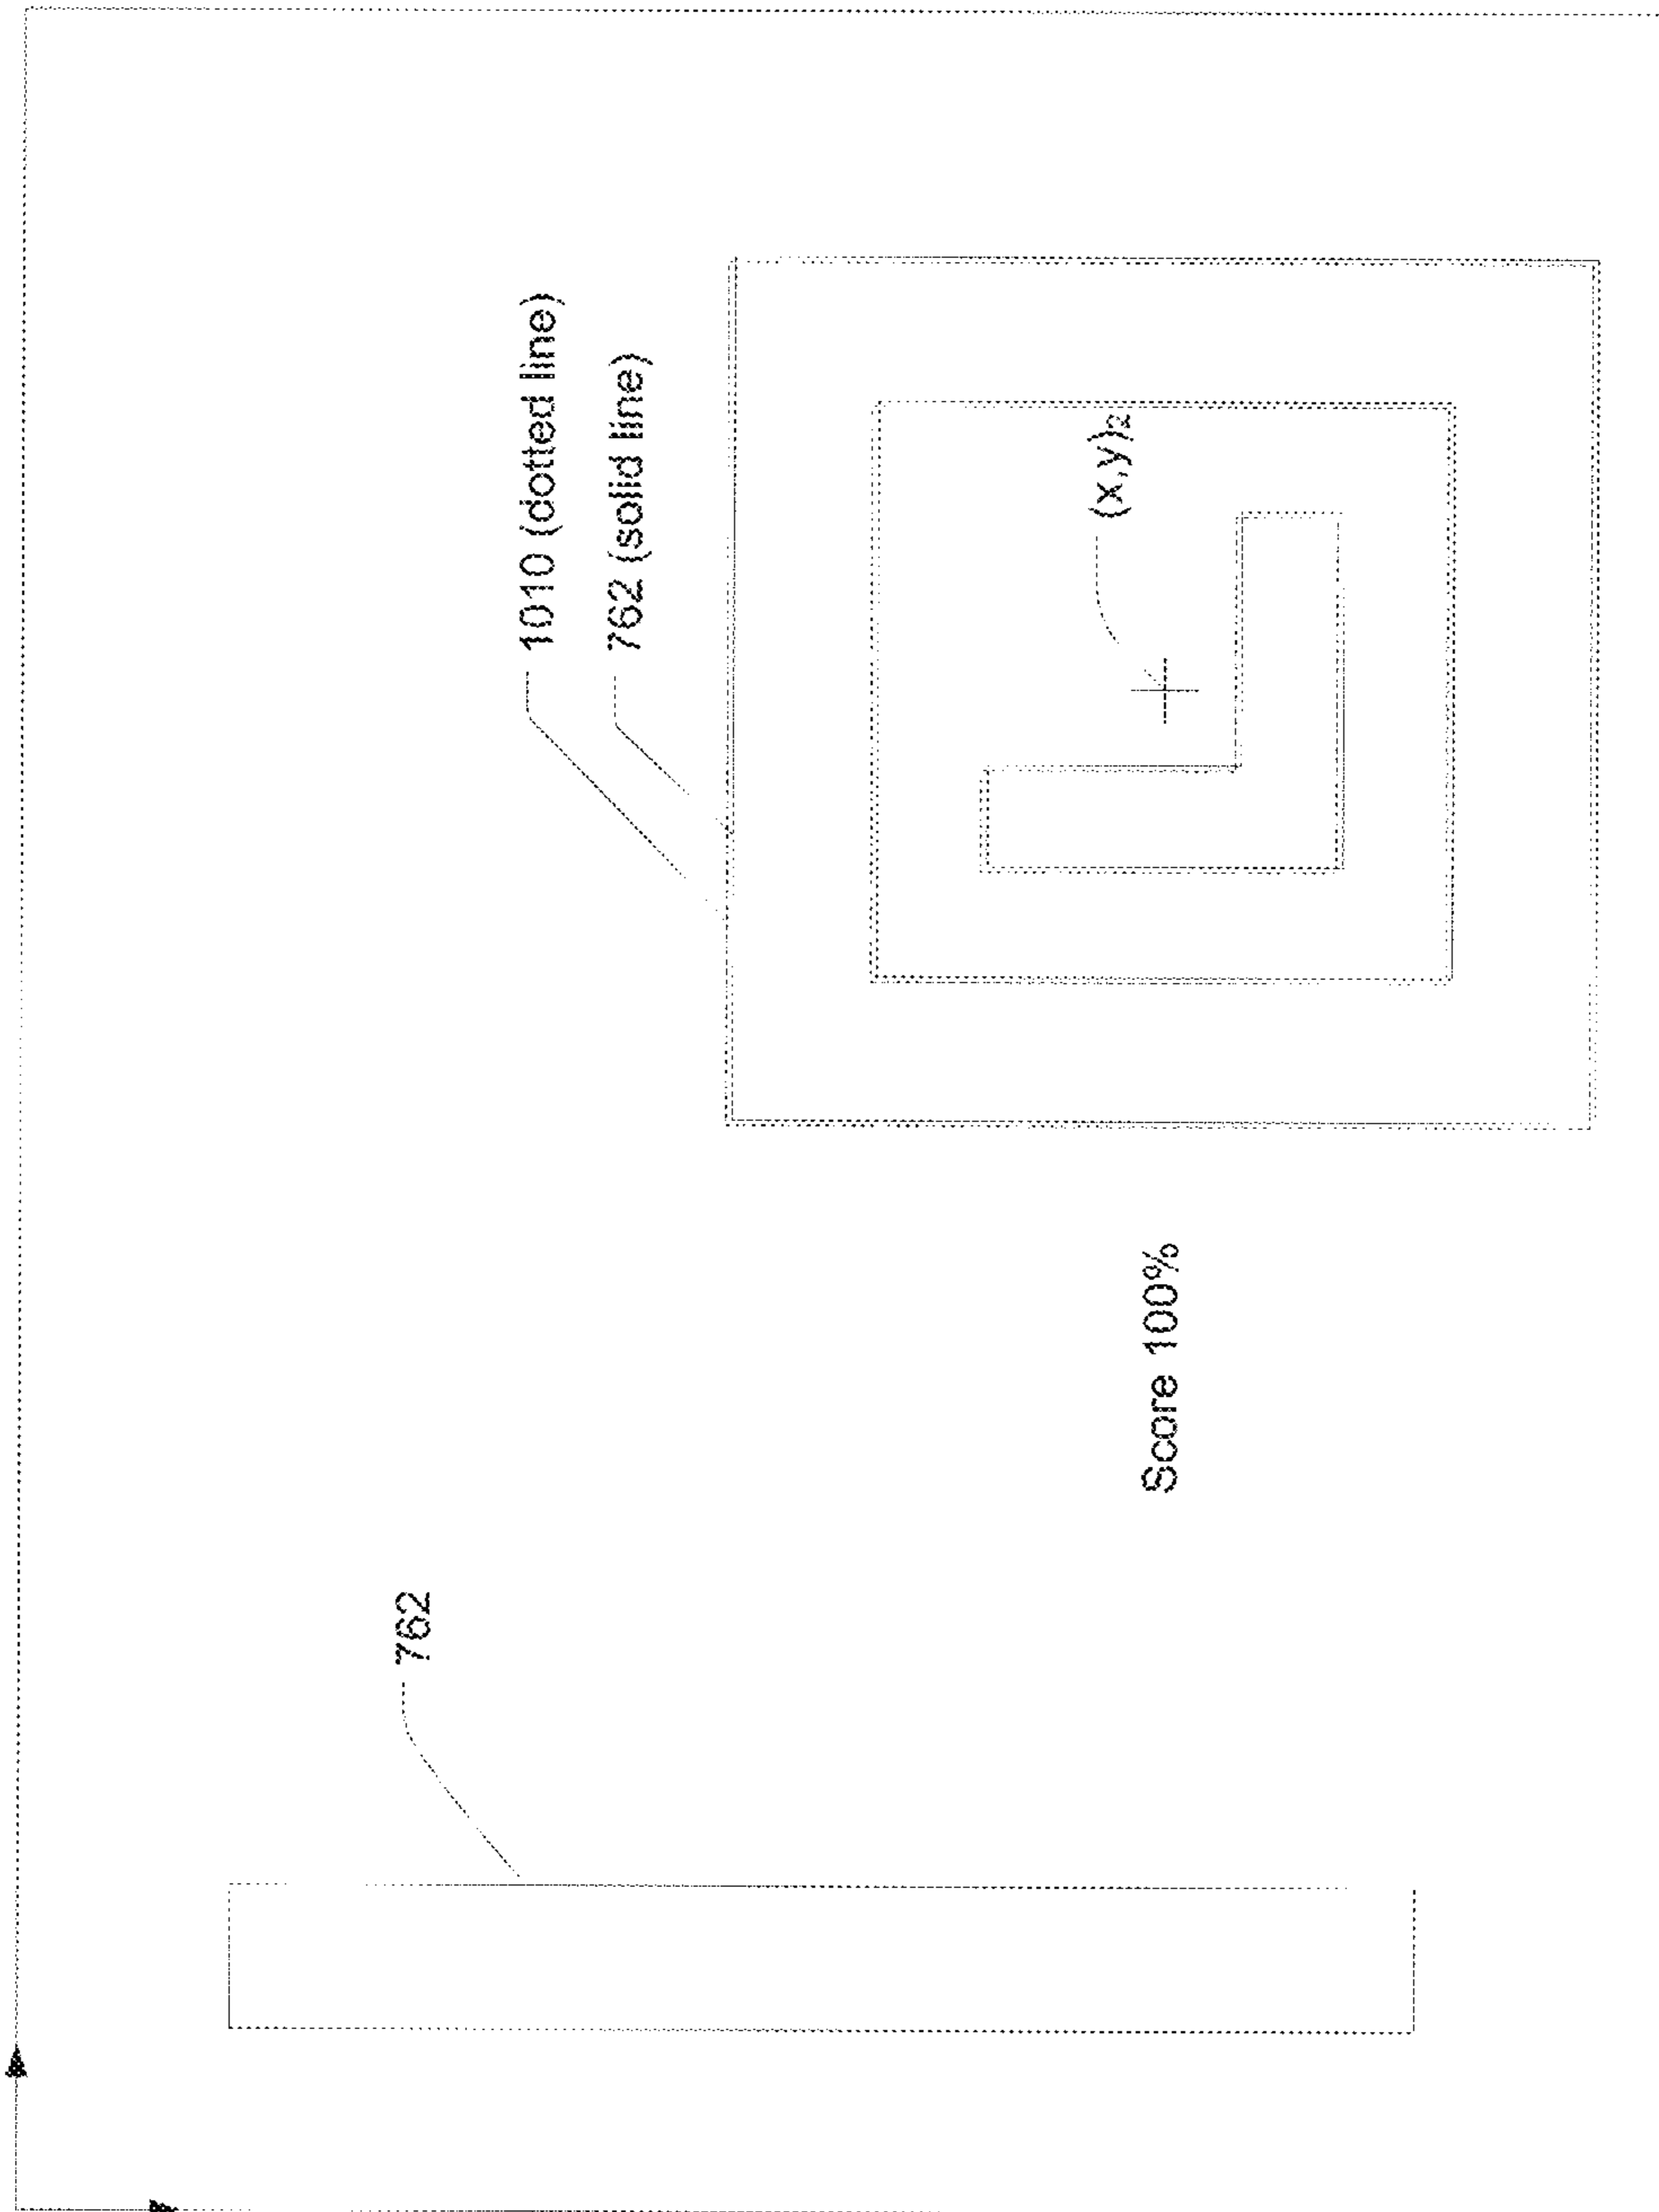 1010 (dotted line)
762 (solid line)
(x,y)2
762
Score 100%